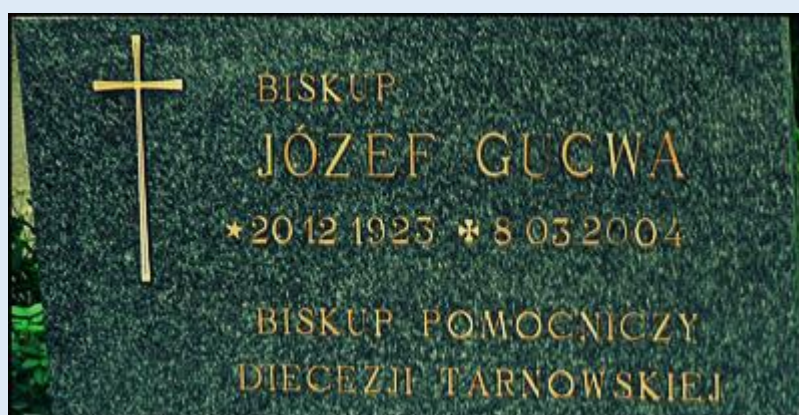 BISKUP
JÓZEF GUCWA
★20 12 1923 ✠ 8 03 2004
BISKUP POMOCNICZY
DIECEZJI TARNOWSKIEJ